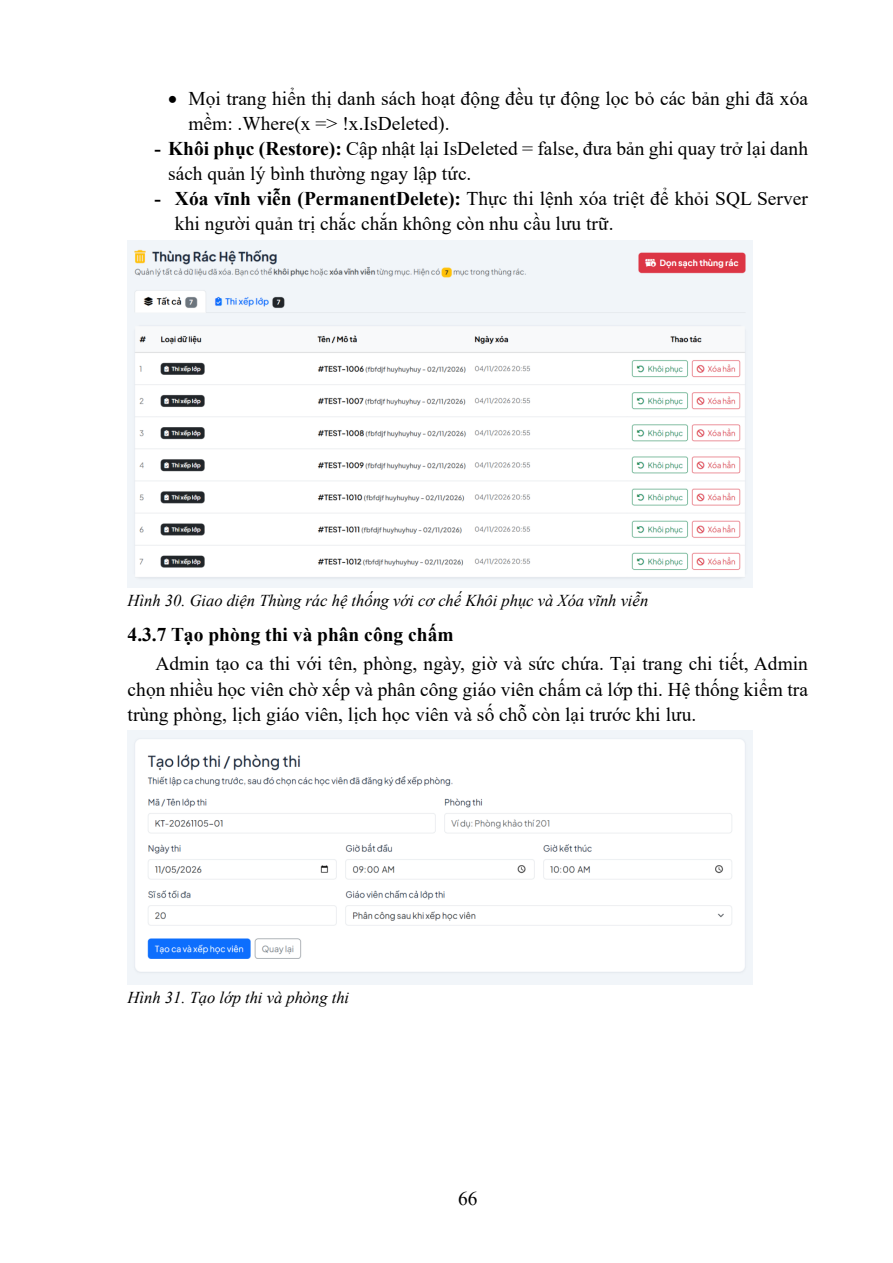 • Mọi trang hiển thị danh sách hoạt động đều tự động lọc bỏ các bản ghi đã xóa
mềm: .Where(x => !x.IsDeleted).
- Khôi phục (Restore): Cập nhật lại IsDeleted = false, đưa bản ghi quay trở lại danh
sách quản lý bình thường ngay lập tức.
- Xóa vĩnh viễn (PermanentDelete): Thực thi lệnh xóa triệt để khỏi SQL Server
khi người quản trị chắc chắn không còn nhu cầu lưu trữ.
Thùng Rác Hệ Thống
Dọn sạch thùng rác
Quản lý tất cả dữ liệu đã xóa. Bạn có thể khôi phục hoặc xóa vĩnh viễn từng mục. Hiện có 7 mục trong thùng rác.
Tất cả 7 Thi xếp lớp 7
# Loại dữ liệu Tên / Mô tả Ngày xóa Thao tác
1 Thi xếp lớp #TEST-1006 (fbfdjf huyhuyhuy - 02/11/2026) 04/11/2026 20:55 Khôi phục Xóa hẳn
2 Thi xếp lớp #TEST-1007 (fbfdjf huyhuyhuy - 02/11/2026) 04/11/2026 20:55 Khôi phục Xóa hẳn
3 Thi xếp lớp #TEST-1008 (fbfdjf huyhuyhuy - 02/11/2026) 04/11/2026 20:55 Khôi phục Xóa hẳn
4 Thi xếp lớp #TEST-1009 (fbfdjf huyhuyhuy - 02/11/2026) 04/11/2026 20:55 Khôi phục Xóa hẳn
5 Thi xếp lớp #TEST-1010 (fbfdjf huyhuyhuy - 02/11/2026) 04/11/2026 20:55 Khôi phục Xóa hẳn
6 Thi xếp lớp #TEST-1011 (fbfdjf huyhuyhuy - 02/11/2026) 04/11/2026 20:55 Khôi phục Xóa hẳn
7 Thi xếp lớp #TEST-1012 (fbfdjf huyhuyhuy - 02/11/2026) 04/11/2026 20:55 Khôi phục Xóa hẳn
Hình 30. Giao diện Thùng rác hệ thống với cơ chế Khôi phục và Xóa vĩnh viễn
4.3.7 Tạo phòng thi và phân công chấm
Admin tạo ca thi với tên, phòng, ngày, giờ và sức chứa. Tại trang chi tiết, Admin
chọn nhiều học viên chờ xếp và phân công giáo viên chấm cả lớp thi. Hệ thống kiểm tra
trùng phòng, lịch giáo viên, lịch học viên và số chỗ còn lại trước khi lưu.
Tạo lớp thi / phòng thi
Thiết lập ca chung trước, sau đó chọn các học viên đã đăng ký để xếp phòng.
Mã / Tên lớp thi Phòng thi
KT-20261105-01 Ví dụ: Phòng khảo thí 201
Ngày thi Giờ bắt đầu Giờ kết thúc
11/05/2026 09:00 AM 10:00 AM
Sĩ số tối đa Giáo viên chấm cả lớp thi
20 Phân công sau khi xếp học viên
Tạo ca và xếp học viên Quay lại
Hình 31. Tạo lớp thi và phòng thi
66